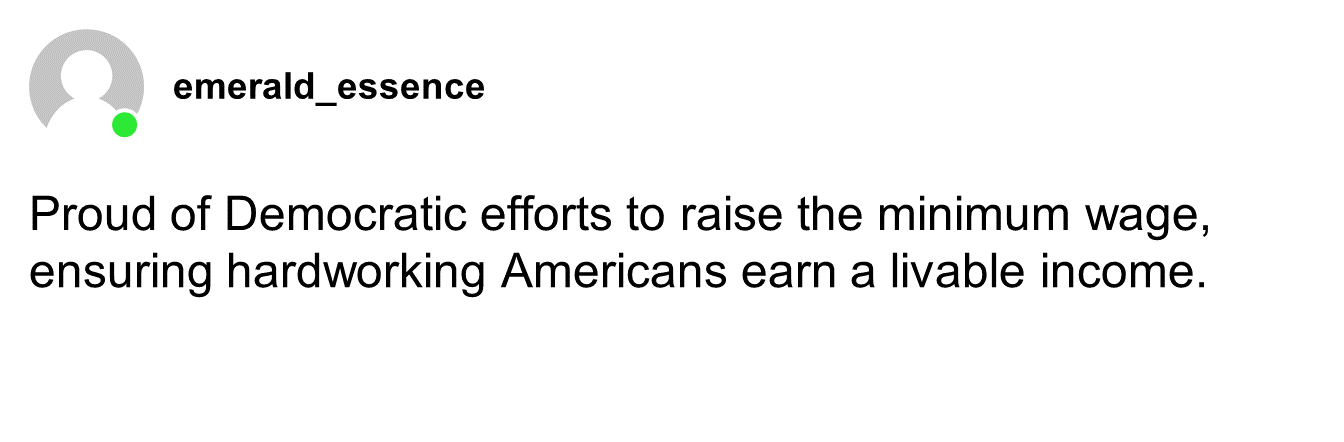 emerald_essence
Proud of Democratic efforts to raise the minimum wage,
ensuring hardworking Americans earn a livable income.